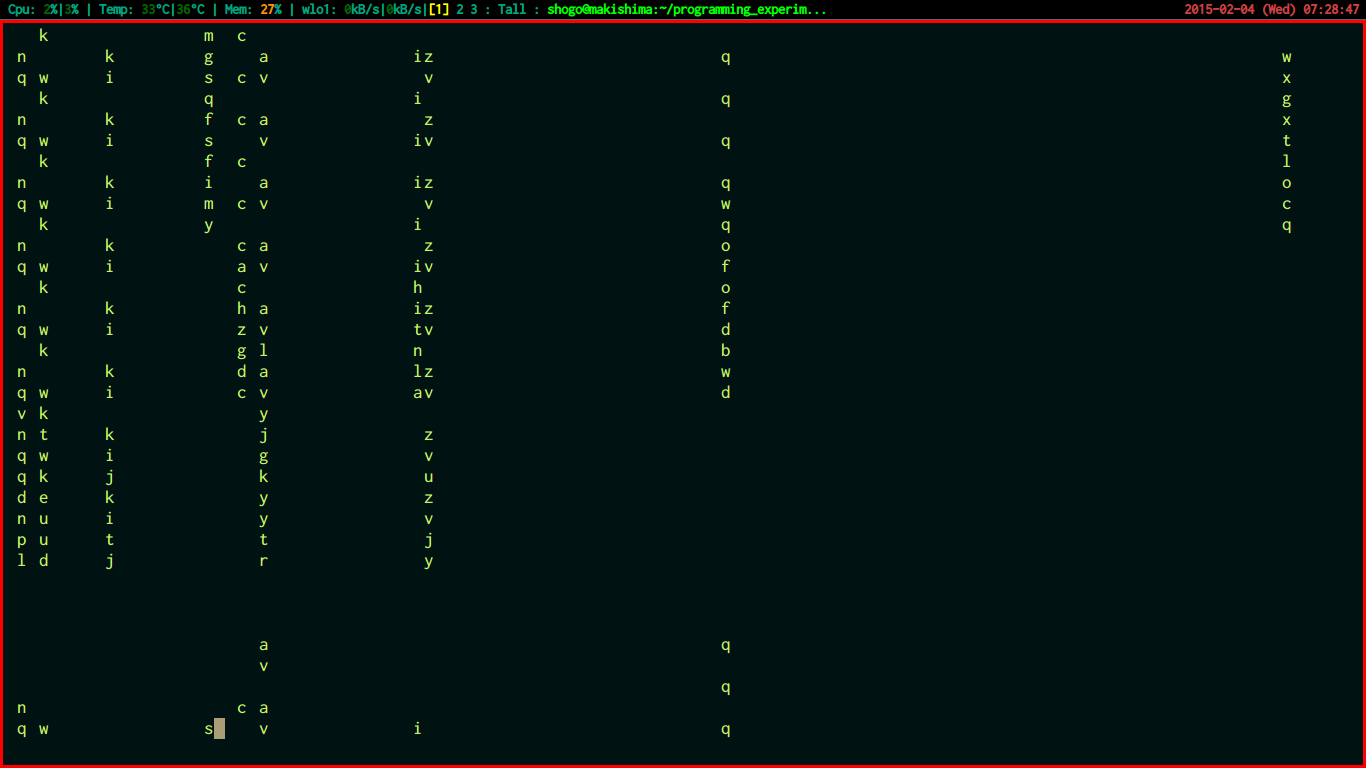 Cpu: 2%|3% | Temp: 33°C|36°C | Mem: 27% | wlo1: 0kB/s|0kB/s|[1] 2 3 : Tall : shogo@makishima:~/programming_experim... 2015-02-04 (Wed) 07:28:47
k m c
n k g a iz q w
q w i s c v v x
k q i q g
n k f c a z x
q w i s v iv q t
k f c l
n k i a iz q o
q w i m c v v w c
k y i q q
n k c a z o
q w i a v iv f
k c h o
n k h a iz f
q w i z v tv d
k g l n b
n k d a lz w
q w i c v av d
v k y
n t k j z
q w i g v
q k j k u
d e k y z
n u i y v
p u t t j
l d j r y
a q
v
q
n c a
q w s v i q